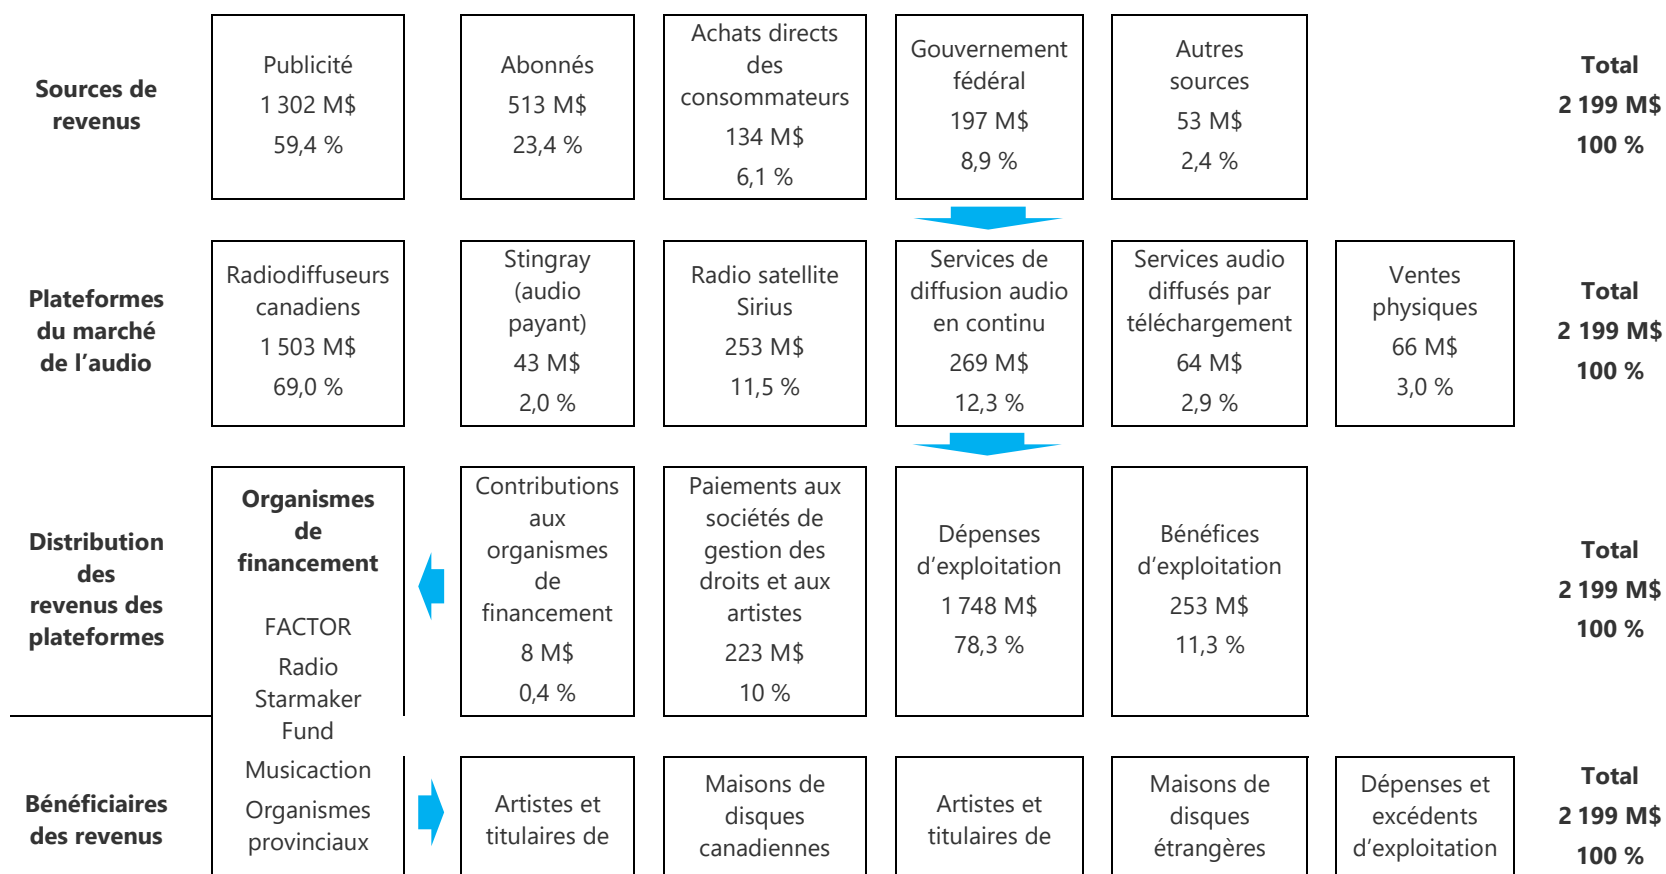 Sources de
revenus
Publicité
1 302 M$
59,4 %
Abonnés
513 M$
23,4 %
Achats directs
des
consommateurs
134 M$
6,1 %
Gouvernement
fédéral
197 M$
8,9 %
Autres
sources
53 M$
2,4 %
Total
2 199 M$
100 %
Plateformes
du marché
de l’audio
Radiodiffuseurs
canadiens
1 503 M$
69,0 %
Stingray
(audio
payant)
43 M$
2,0 %
Radio satellite
Sirius
253 M$
11,5 %
Services de
diffusion audio
en continu
269 M$
12,3 %
Services audio
diffusés par
téléchargement
64 M$
2,9 %
Ventes
physiques
66 M$
3,0 %
Total
2 199 M$
100 %
Distribution
des
revenus des
plateformes
Organismes
de
financement
FACTOR
Radio
Starmaker
Fund
Musicaction
Organismes
provinciaux
Contributions
aux
organismes
de
financement
8 M$
0,4 %
Paiements aux
sociétés de
gestion des
droits et aux
artistes
223 M$
10 %
Dépenses
d’exploitation
1 748 M$
78,3 %
Bénéfices
d’exploitation
253 M$
11,3 %
Total
2 199 M$
100 %
Bénéficiaires
des revenus
Artistes et
titulaires de
Maisons de
disques
canadiennes
Artistes et
titulaires de
Maisons de
disques
étrangères
Dépenses et
excédents
d’exploitation
Total
2 199 M$
100 %